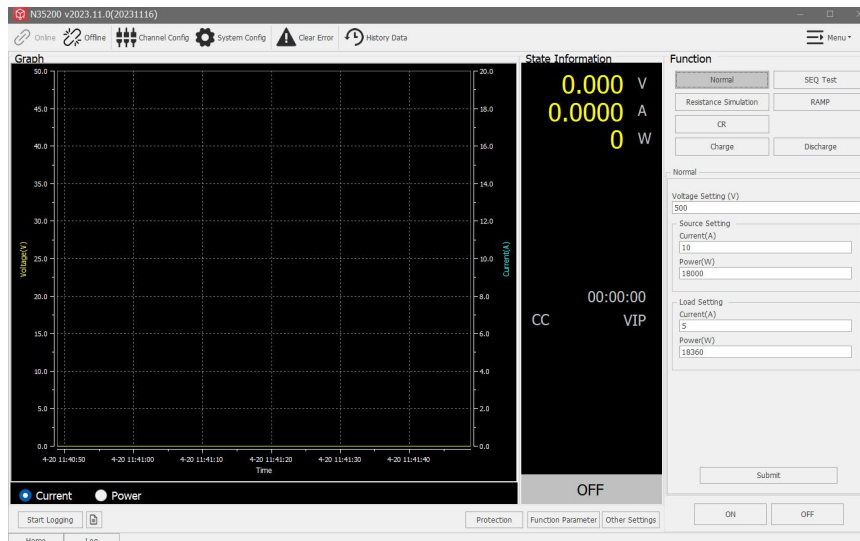 N35200 v2023.11.0(20231116)
Online Offline Channel Config System Config Clear Error History Data Menu
Graph
50.0
45.0
40.0
35.0
30.0
25.0
20.0
15.0
10.0
5.0
0.0
Voltage(V)
20.0
18.0
16.0
14.0
12.0
10.0
8.0
6.0
4.0
2.0
0.0
Current(A)
4-20 11:40:50 4-20 11:41:00 4-20 11:41:10 4-20 11:41:20 4-20 11:41:30 4-20 11:41:40
Time
Current Power
State Information
0.000 V
0.0000 A
0 W
00:00:00
CC VIP
OFF
Function
Normal SEQ Test
Resistance Simulation RAMP
CR
Charge Discharge
Normal
Voltage Setting (V)
500
Source Setting
Current(A)
10
Power(W)
18000
Load Setting
Current(A)
5
Power(W)
18360
Submit
ON OFF
Start Logging Protection Function Parameter Other Settings
Home Log